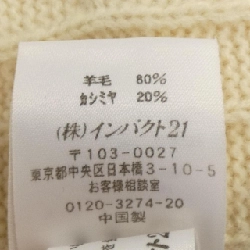 羊毛 80%
カシミヤ 20%
(株)インパクト21
〒103-0027
東京都中央区日本橋3-10-5
お客様相談室
0120-3274-20
中国製